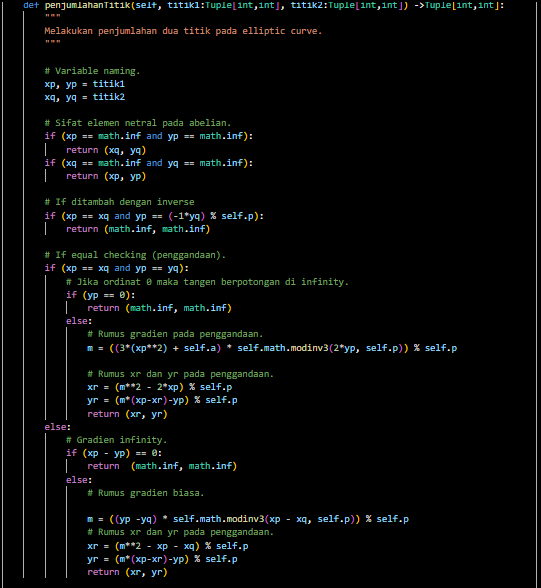 def penjumlahanTitik(self, titik1:Tuple[int,int], titik2:Tuple[int,int]) ->Tuple[int,int]:
    """
    Melakukan penjumlahan dua titik pada elliptic curve.
    """

    # Variable naming.
    xp, yp = titik1
    xq, yq = titik2

    # Sifat elemen netral pada abelian.
    if (xp == math.inf and yp == math.inf):
        return (xq, yq)
    if (xq == math.inf and yq == math.inf):
        return (xp, yp)

    # If ditambah dengan inverse
    if (xp == xq and yp == (-1*yq) % self.p):
        return (math.inf, math.inf)

    # If equal checking (penggandaan).
    if (xp == xq and yp == yq):
        # Jika ordinat 0 maka tangen berpotongan di infinity.
        if (yp == 0):
            return (math.inf, math.inf)
        else:
            # Rumus gradien pada penggandaan.
            m = ((3*(xp**2) + self.a) * self.math.modinv3(2*yp, self.p)) % self.p

            # Rumus xr dan yr pada penggandaan.
            xr = (m**2 - 2*xp) % self.p
            yr = (m*(xp-xr)-yp) % self.p
            return (xr, yr)
    else:
        # Gradien infinity.
        if (xp - yp) == 0:
            return  (math.inf, math.inf)
        else:
            # Rumus gradien biasa.

            m = ((yp -yq) * self.math.modinv3(xp - xq, self.p)) % self.p
            # Rumus xr dan yr pada penggandaan.
            xr = (m**2 - xp - xq) % self.p
            yr = (m*(xp-xr)-yp) % self.p
            return (xr, yr)